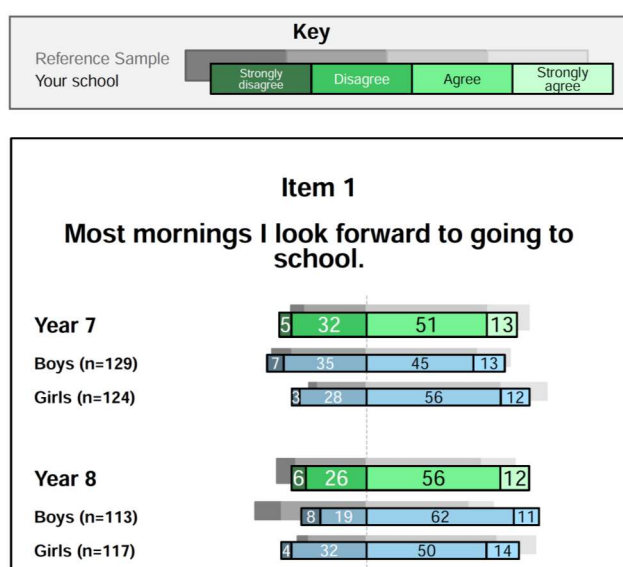 Key
Reference Sample
Your school
Strongly disagree
Disagree
Agree
Strongly agree
Item 1
Most mornings I look forward to going to
school.
Year 7
5 32 51 13
Boys (n=129)
7 35 45 13
Girls (n=124)
3 28 56 12
Year 8
6 26 56 12
Boys (n=113)
8 19 62 11
Girls (n=117)
4 32 50 14